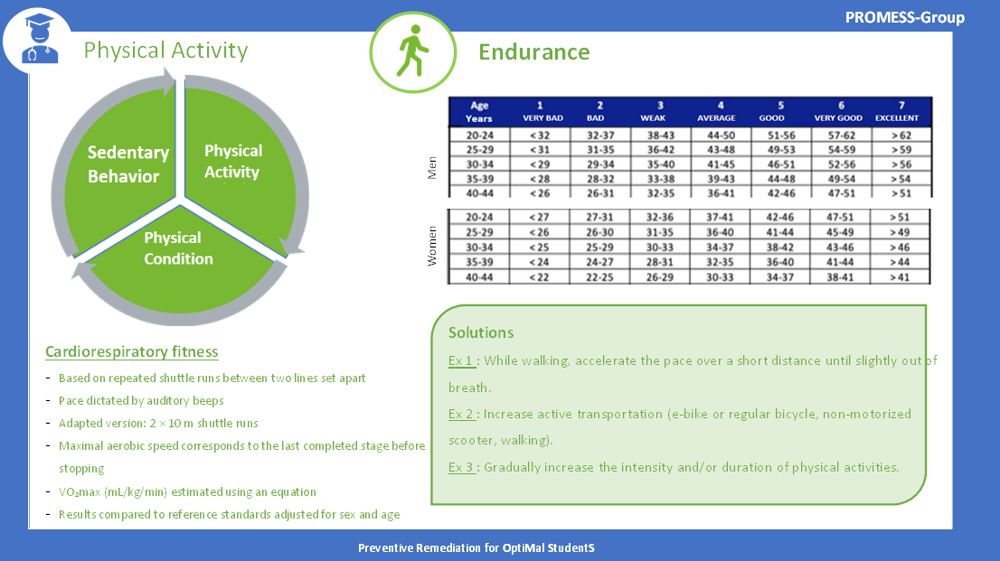 PROMESS-Group
Physical Activity
Endurance
Sedentary
Behavior
Physical
Activity
Physical
Condition
Age 1 2 3 4 5 6 7
Years VERY BAD BAD WEAK AVERAGE GOOD VERY GOOD EXCELLENT
Men
20-24 <32 32-37 38-43 44-50 51-56 57-62 >62
25-29 <31 31-35 36-42 43-48 49-53 54-59 >59
30-34 <29 29-34 35-40 41-45 46-51 52-56 >56
35-39 <28 28-32 33-38 39-43 44-48 49-54 >54
40-44 <26 26-31 32-35 36-41 42-46 47-51 >51
Women
20-24 <27 27-31 32-36 37-41 42-46 47-51 >51
25-29 <26 26-30 31-35 36-40 41-44 45-49 >49
30-34 <25 25-29 30-33 34-37 38-42 43-46 >46
35-39 <24 24-27 28-31 32-35 36-40 41-44 >44
40-44 <22 22-25 26-29 30-33 34-37 38-41 >41
Cardiorespiratory fitness
- Based on repeated shuttle runs between two lines set apart
- Pace dictated by auditory beeps
- Adapted version: 2 × 10 m shuttle runs
- Maximal aerobic speed corresponds to the last completed stage before
stopping
- VO₂max (mL/kg/min) estimated using an equation
- Results compared to reference standards adjusted for sex and age
Solutions
Ex 1 : While walking, accelerate the pace over a short distance until slightly out of
breath.
Ex 2 : Increase active transportation (e-bike or regular bicycle, non-motorized
scooter, walking).
Ex 3 : Gradually increase the intensity and/or duration of physical activities.
Preventive Remediation for OptiMal StudentS